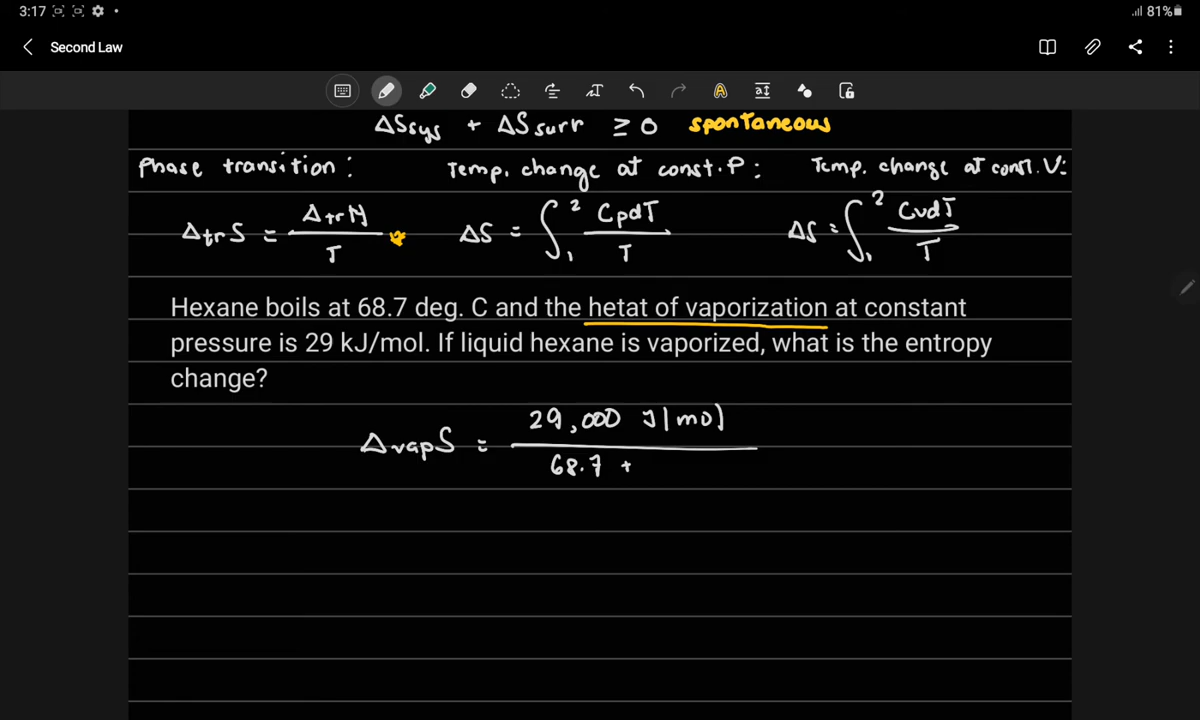 3:17 81%
Second Law
ΔSsys + ΔSsurr ≥ 0 spontaneous
Phase transition: Temp. change at const. P: Temp. change at const. V:
ΔtrS = ΔtrH / T ΔS = ∫₁² CpdT / T ΔS = ∫₁² CvdT / T
Hexane boils at 68.7 deg. C and the hetat of vaporization at constant
pressure is 29 kJ/mol. If liquid hexane is vaporized, what is the entropy
change?
ΔvapS = 29,000 J/mol / 68.7 +